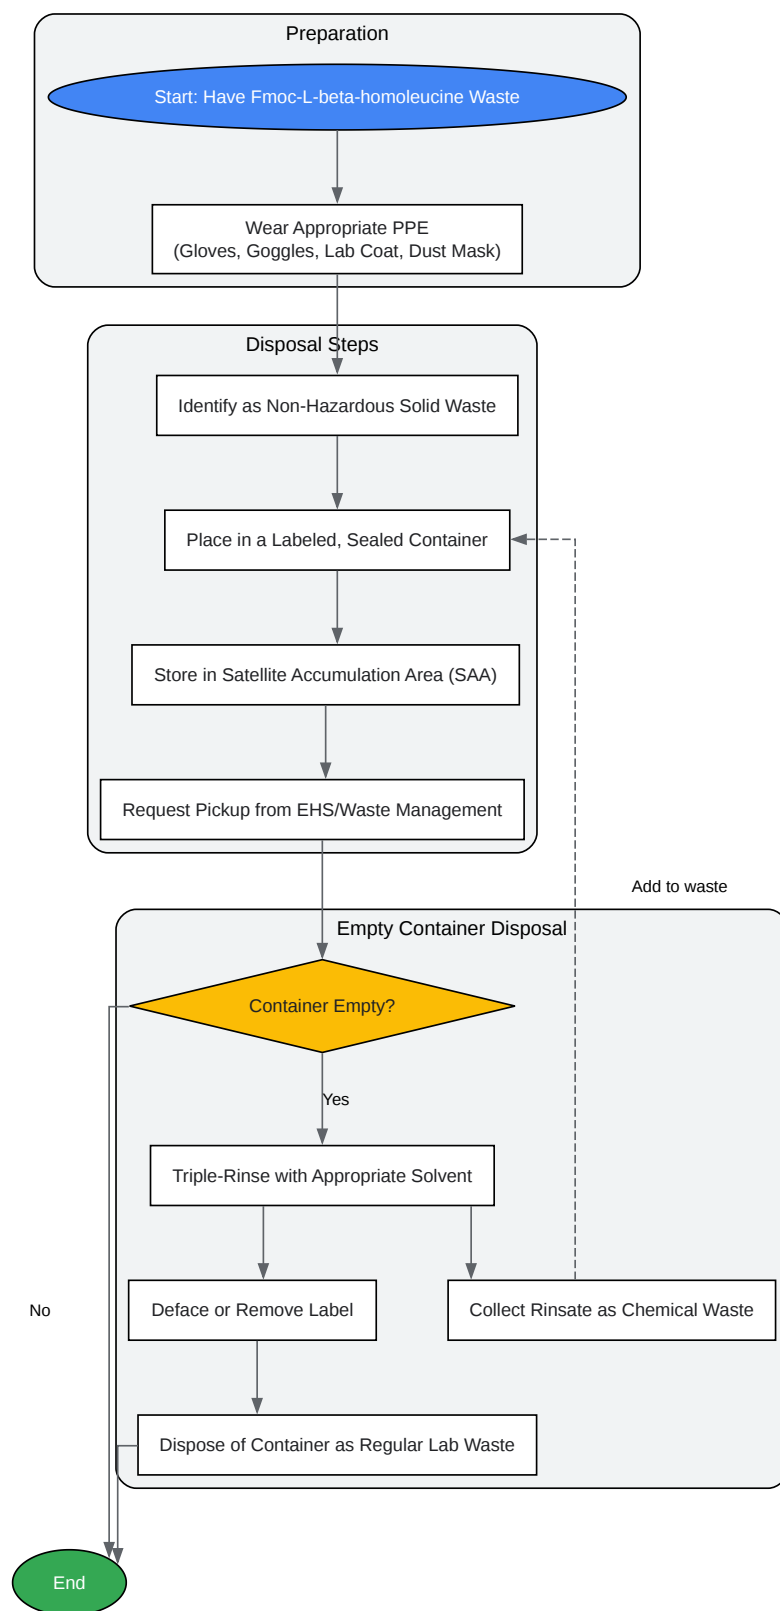 Preparation
Start: Have Fmoc-L-beta-homoleucine Waste
Wear Appropriate PPE
(Gloves, Goggles, Lab Coat, Dust Mask)
Disposal Steps
Identify as Non-Hazardous Solid Waste
Place in a Labeled, Sealed Container
Store in Satellite Accumulation Area (SAA)
Request Pickup from EHS/Waste Management
Add to waste
Empty Container Disposal
Container Empty?
Yes
Triple-Rinse with Appropriate Solvent
Deface or Remove Label
Collect Rinsate as Chemical Waste
No
Dispose of Container as Regular Lab Waste
End